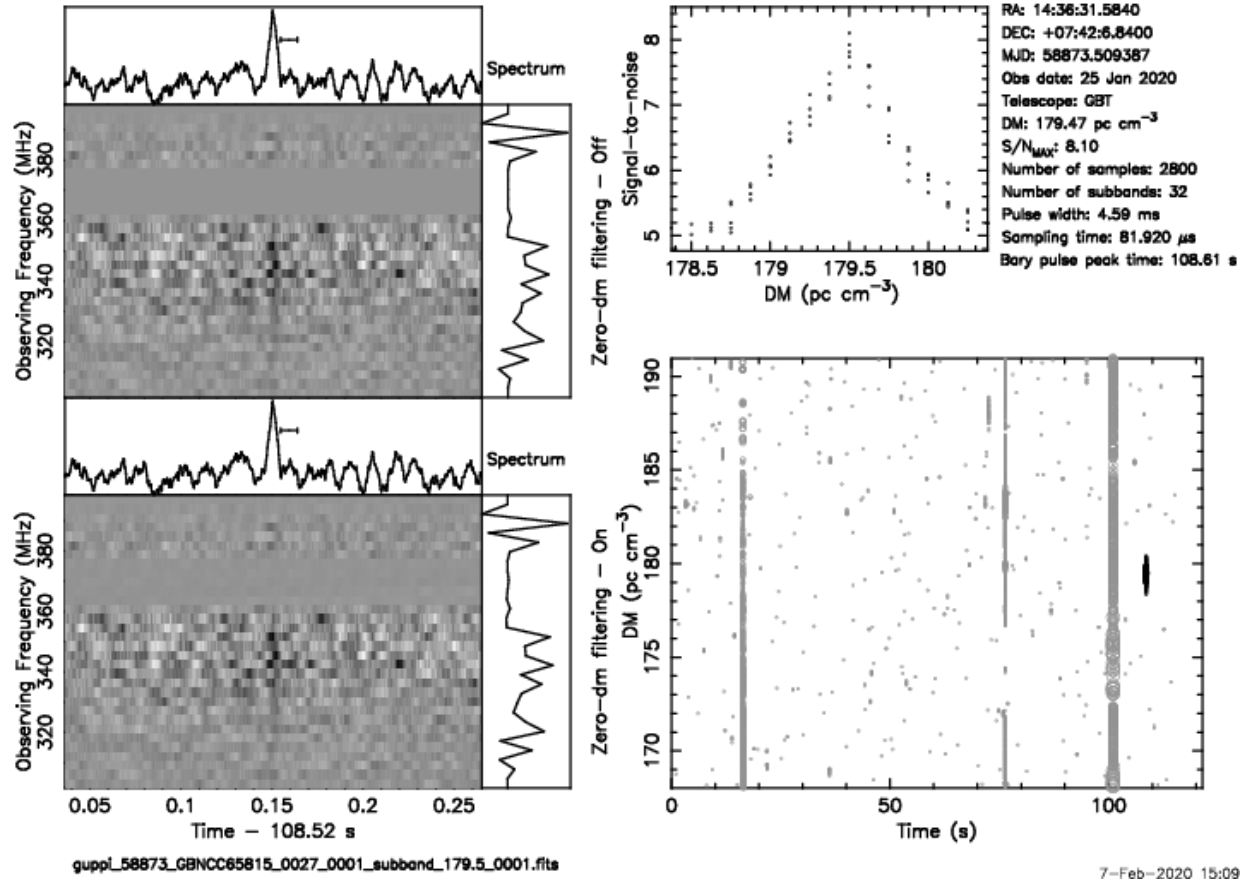 Spectrum
Observing Frequency (MHz)
380
360
340
320
Zero-dm filtering - Off
Spectrum
Observing Frequency (MHz)
380
360
340
320
Zero-dm filtering - On
0.05 0.1 0.15 0.2 0.25
Time - 108.52 s
guppi_58873_GBNCC65815_0027_0001_subband_179.5_0001.fits
Signal-to-noise
8
7
6
5
178.5 179 179.5 180
DM (pc cm⁻³)
RA: 14:36:31.5840
DEC: +07:42:6.8400
MJD: 58873.509387
Obs date: 25 Jan 2020
Telescope: GBT
DM: 179.47 pc cm⁻³
S/N_MAX: 8.10
Number of samples: 2800
Number of subbands: 32
Pulse width: 4.59 ms
Sampling time: 81.920 μs
Bary pulse peak time: 108.61 s
DM (pc cm⁻³)
190
185
180
175
170
0 50 100
Time (s)
7-Feb-2020 15:09